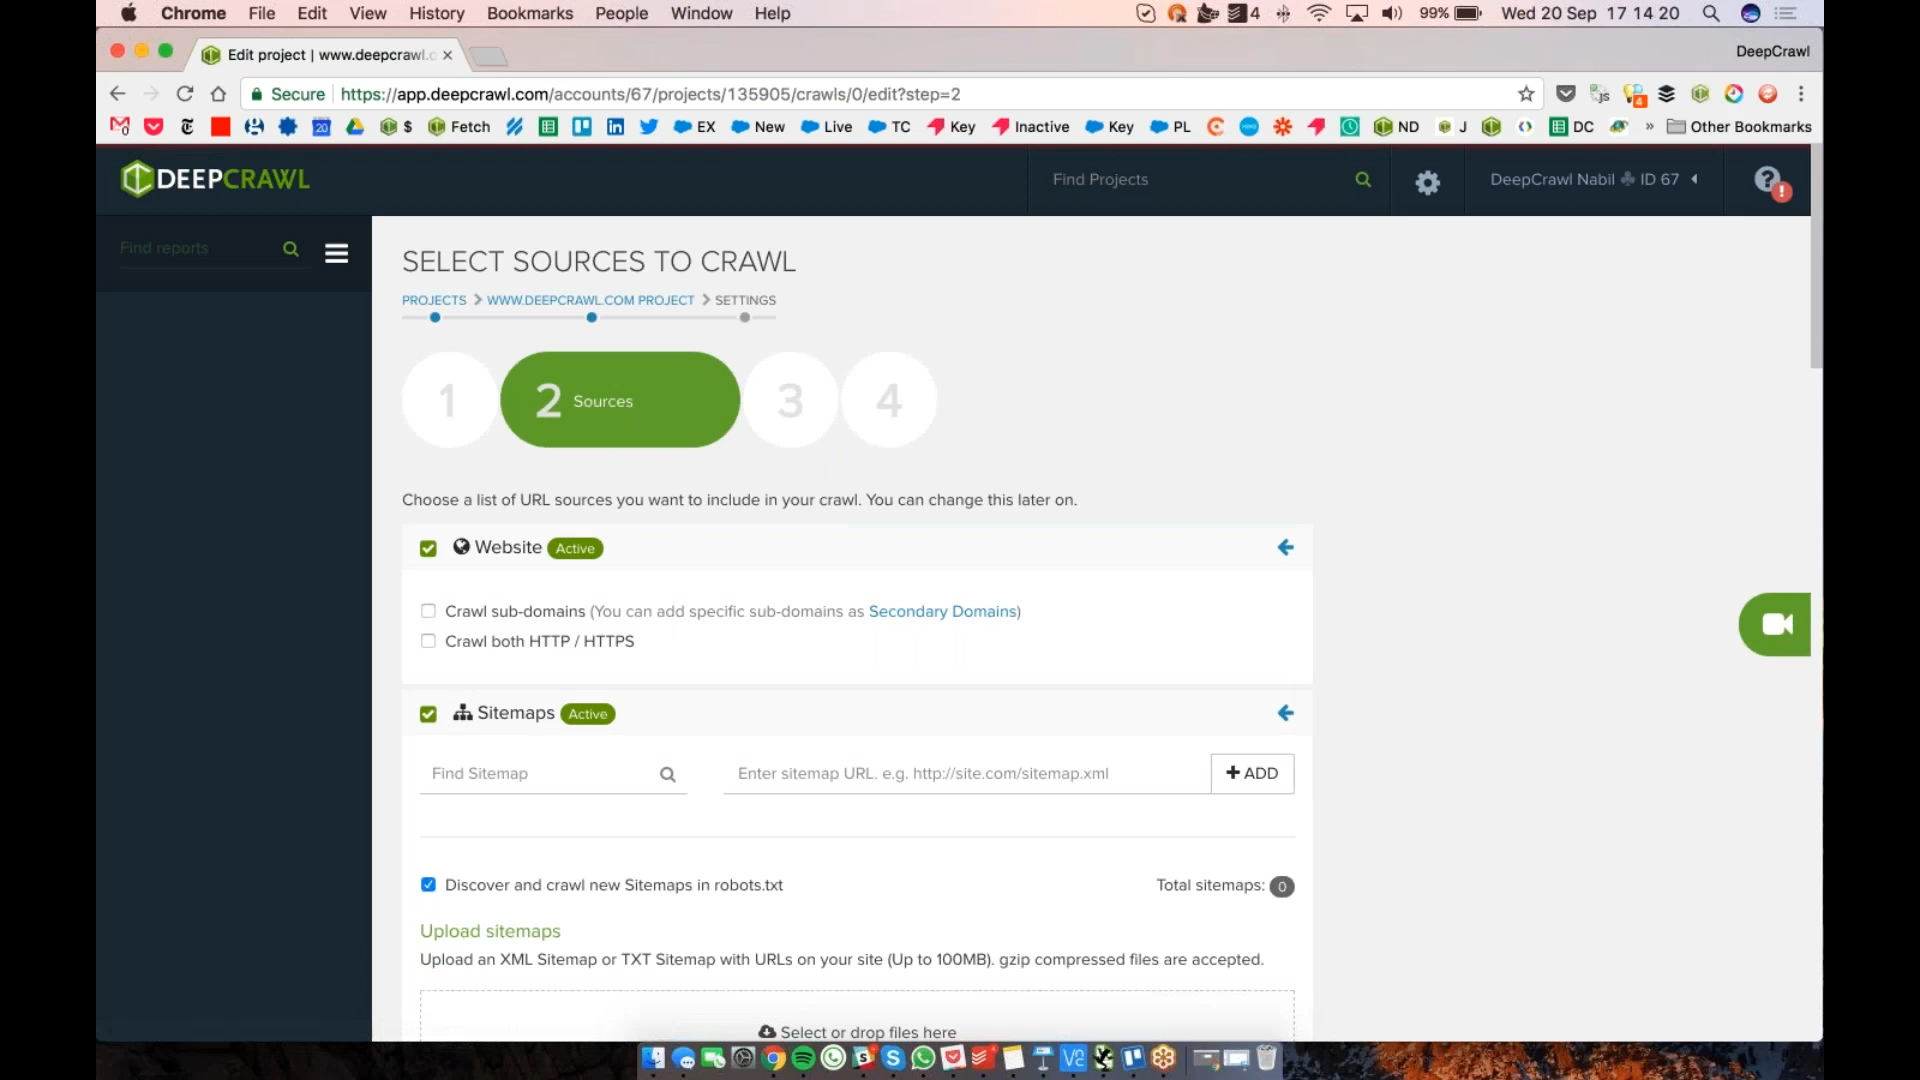 Chrome File Edit View History Bookmarks People Window Help 4 99% Wed 20 Sep 17 14 20
Edit project | www.deepcrawl.c DeepCrawl
Secure https://app.deepcrawl.com/accounts/67/projects/135905/crawls/0/edit?step=2
20 $ Fetch EX New Live TC Key Inactive Key PL ND J DC » Other Bookmarks
DEEPCRAWL Find Projects DeepCrawl Nabil ID 67
Find reports
SELECT SOURCES TO CRAWL
PROJECTS WWW.DEEPCRAWL.COM PROJECT SETTINGS
1 2 Sources 3 4
Choose a list of URL sources you want to include in your crawl. You can change this later on.
Website Active
Crawl sub-domains (You can add specific sub-domains as Secondary Domains)
Crawl both HTTP / HTTPS
Sitemaps Active
Find Sitemap Enter sitemap URL. e.g. http://site.com/sitemap.xml + ADD
Discover and crawl new Sitemaps in robots.txt Total sitemaps: 0
Upload sitemaps
Upload an XML Sitemap or TXT Sitemap with URLs on your site (Up to 100MB). gzip compressed files are accepted.
Select or drop files here